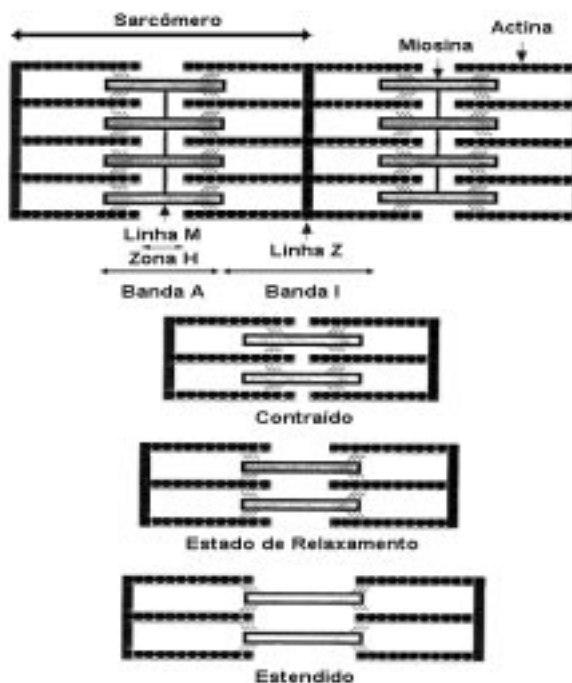 Sarcômero
Actina
Miosina
Linha M
Zona H
Linha Z
Banda A
Banda I
Contraído
Estado de Relaxamento
Estendido